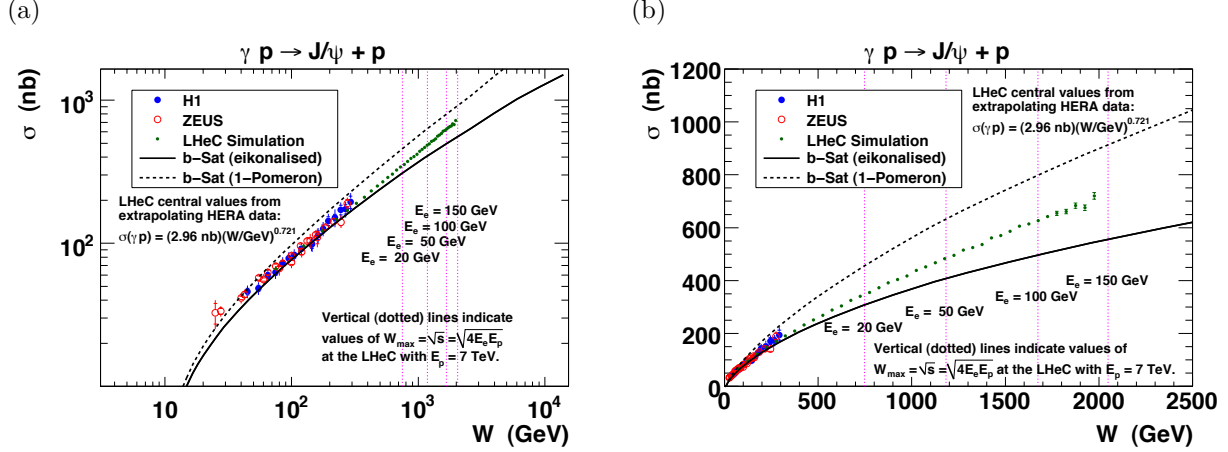 (a)
γ p → J/ψ + p
σ (nb)
10³
10²
H1
ZEUS
LHeC Simulation
b−Sat (eikonalised)
b−Sat (1−Pomeron)
LHeC central values from
extrapolating HERA data:
σ(γp) = (2.96 nb)(W/GeV)^0.721
E_e = 150 GeV
E_e = 100 GeV
E_e = 50 GeV
E_e = 20 GeV
Vertical (dotted) lines indicate
values of W_max = √s = √4E_eE_p
at the LHeC with E_p = 7 TeV.
10 10² 10³ 10⁴
W (GeV)
(b)
γ p → J/ψ + p
σ (nb)
1200
1000
800
600
400
200
0
H1
ZEUS
LHeC Simulation
b−Sat (eikonalised)
b−Sat (1−Pomeron)
LHeC central values from
extrapolating HERA data:
σ(γp) = (2.96 nb)(W/GeV)^0.721
E_e = 150 GeV
E_e = 100 GeV
E_e = 50 GeV
E_e = 20 GeV
Vertical (dotted) lines indicate values of
W_max = √s = √4E_eE_p at the LHeC with E_p = 7 TeV.
0 500 1000 1500 2000 2500
W (GeV)